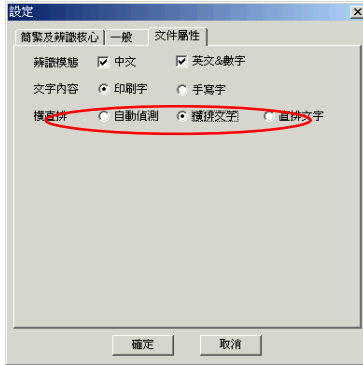 設定
簡繁及辨識核心 一般 文件屬性
辨識模態 中文 英文&數字
文字內容 印刷字 手寫字
橫直排 自動偵測 橫排文字 直排文字
確定 取消